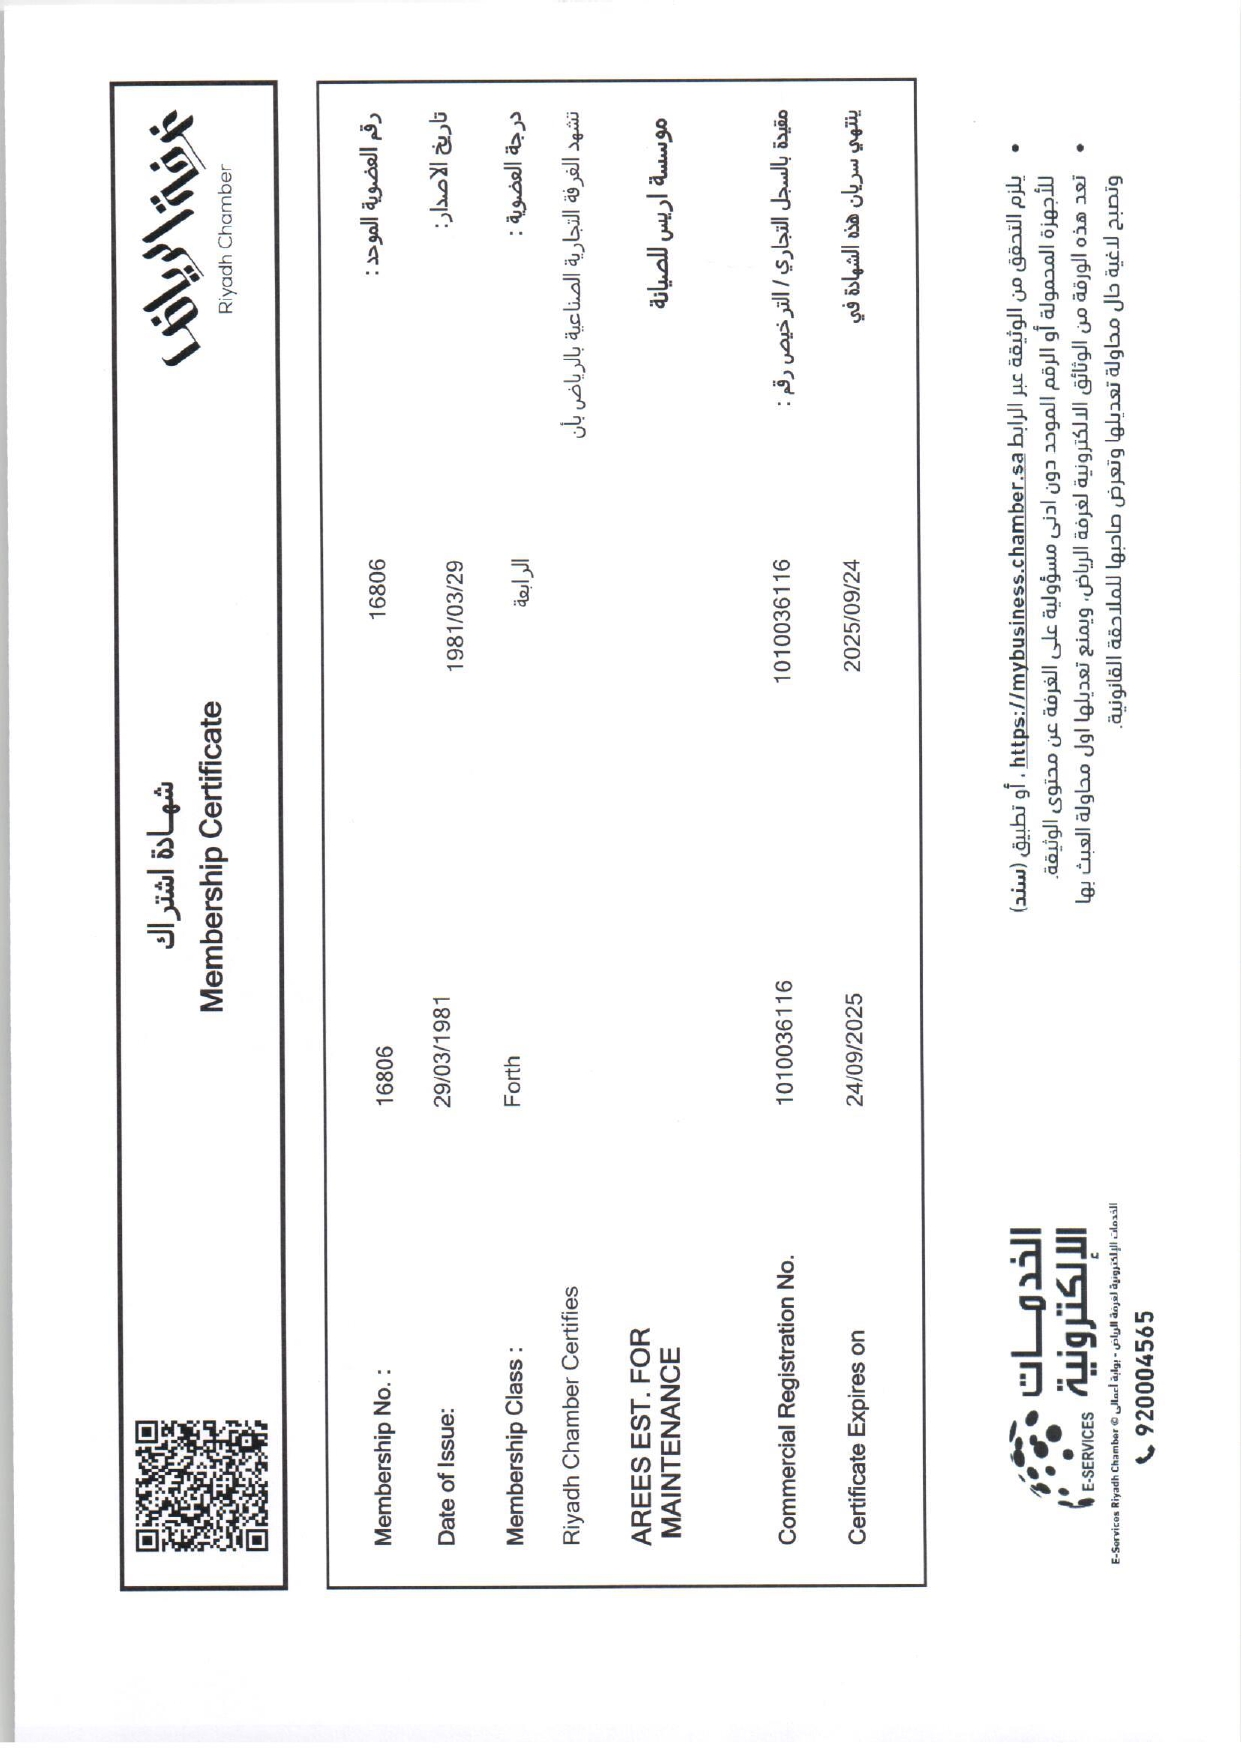 شهادة اشتراك
Membership Certificate
غرفة الرياض
Riyadh Chamber
Membership No. : 16806 16806 رقم العضوية الموحد :
Date of Issue: 29/03/1981 1981/03/29 تاريخ الاصدار:
Membership Class : Forth الرابعة درجة العضوية :
Riyadh Chamber Certifies تشهد الغرفة التجارية الصناعية بالرياض بأن
AREES EST. FOR
MAINTENANCE
موسسة اريس للصيانة
Commercial Registration No. 1010036116 1010036116 مقيدة بالسجل التجاري / الترخيص رقم :
Certificate Expires on 24/09/2025 2025/09/24 ينتهي سريان هذه الشهادة في
• يلزم التحقق من الوثيقة عبر الرابط https://mybusiness.chamber.sa ، أو تطبيق (سند)
للأجهزة المحمولة أو الرقم الموحد دون ادنى مسؤولية على الغرفة عن محتوى الوثيقة.
• تعد هذه الورقة من الوثائق الالكترونية لغرفة الرياض، ويمنع تعديلها اول محاولة العبث بها
وتصبح لاغية حال محاولة تعديلها وتعرض صاحبها للملاحقة القانونية.
الخدمات
الإلكترونية
E-SERVICES
الخدمات الإلكترونية لغرفة الرياض - بوابة أعمالى © E-Services Riyadh Chamber
920004565